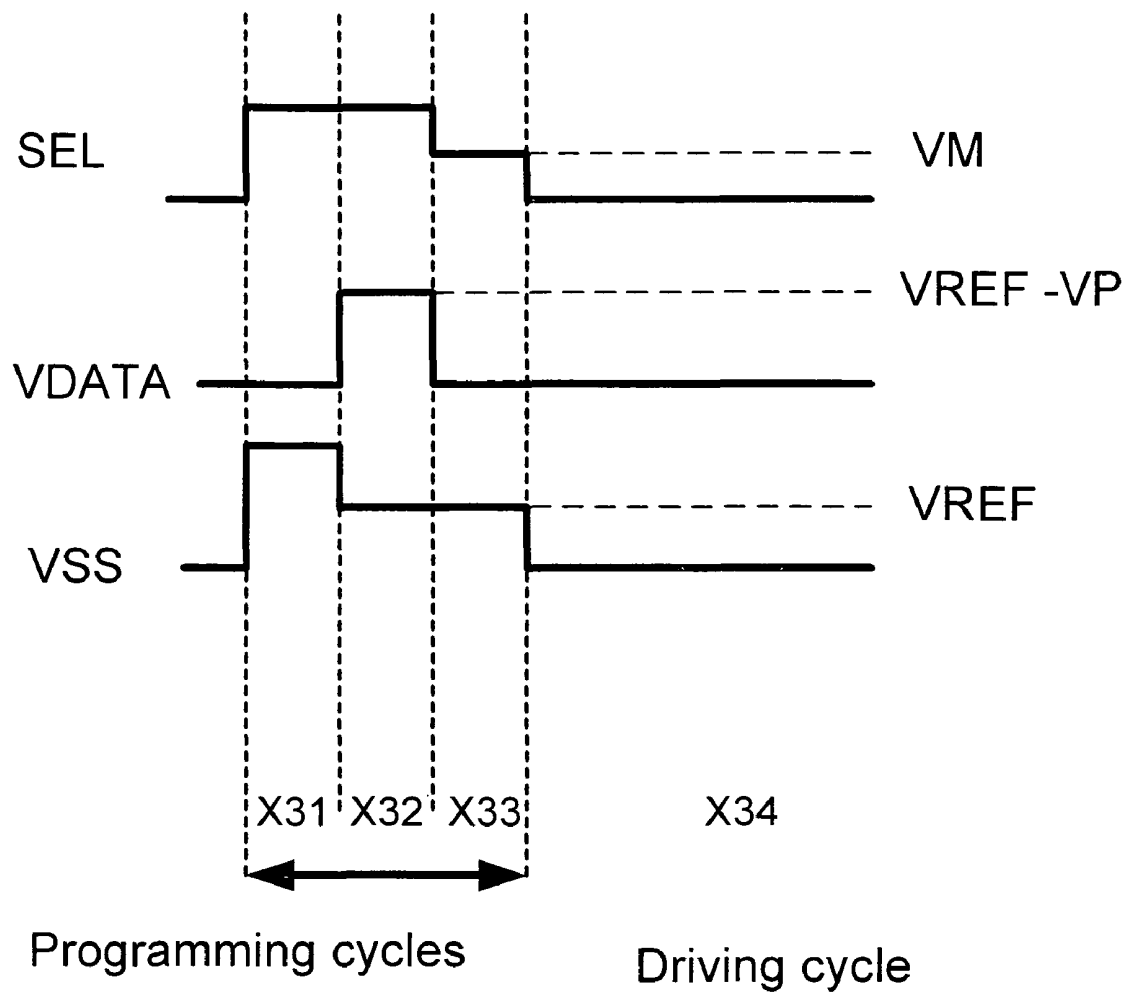 SEL
VM
VREF -VP
VDATA
VREF
VSS
X31 X32 X33 X34
Programming cycles
Driving cycle